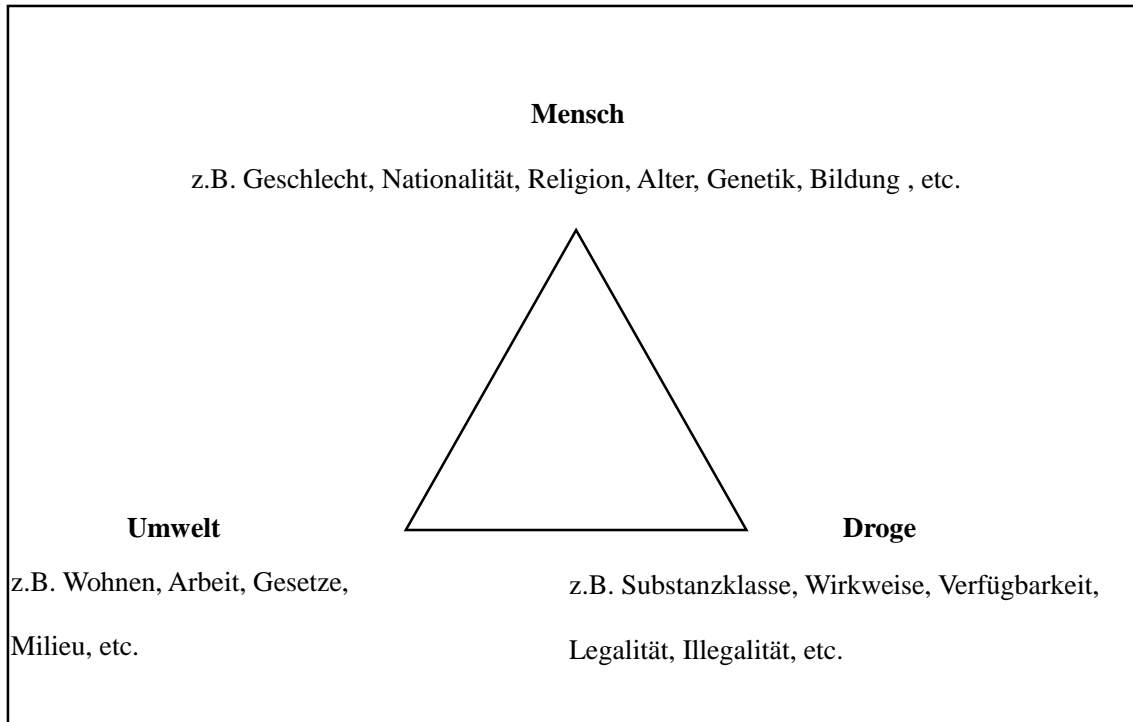 Mensch
z.B. Geschlecht, Nationalität, Religion, Alter, Genetik, Bildung , etc.
Umwelt
z.B. Wohnen, Arbeit, Gesetze,
Milieu, etc.
Droge
z.B. Substanzklasse, Wirkweise, Verfügbarkeit,
Legalität, Illegalität, etc.